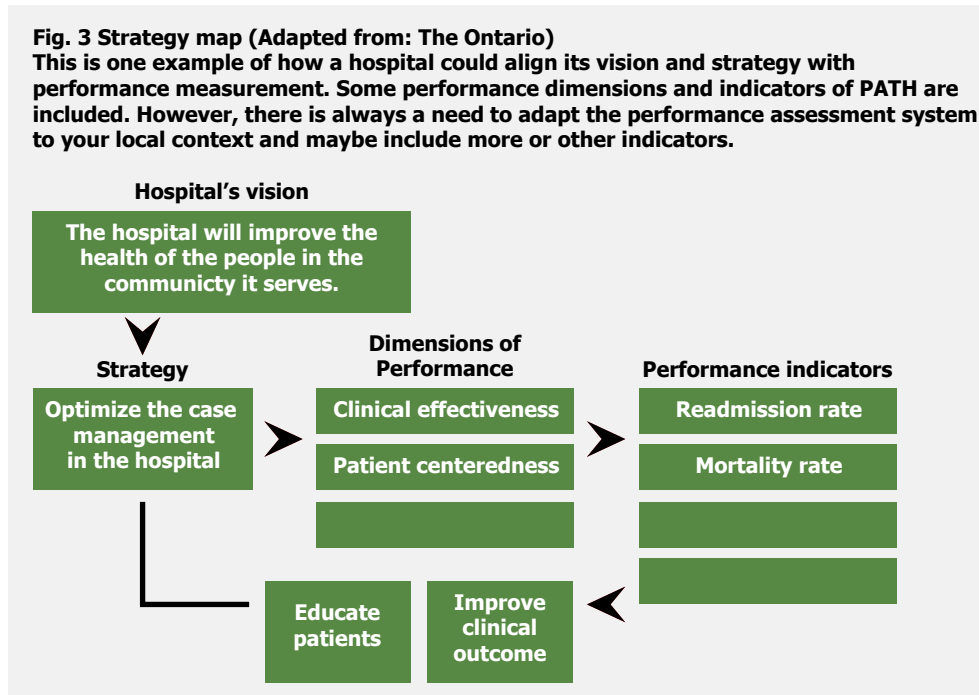 Fig. 3 Strategy map (Adapted from: The Ontario)
This is one example of how a hospital could align its vision and strategy with
performance measurement. Some performance dimensions and indicators of PATH are
included. However, there is always a need to adapt the performance assessment system
to your local context and maybe include more or other indicators.
Hospital's vision
The hospital will improve the
health of the people in the
communicty it serves.
Strategy
Optimize the case
management
in the hospital
Dimensions of
Performance
Clinical effectiveness
Patient centeredness
Performance indicators
Readmission rate
Mortality rate
Educate
patients
Improve
clinical
outcome